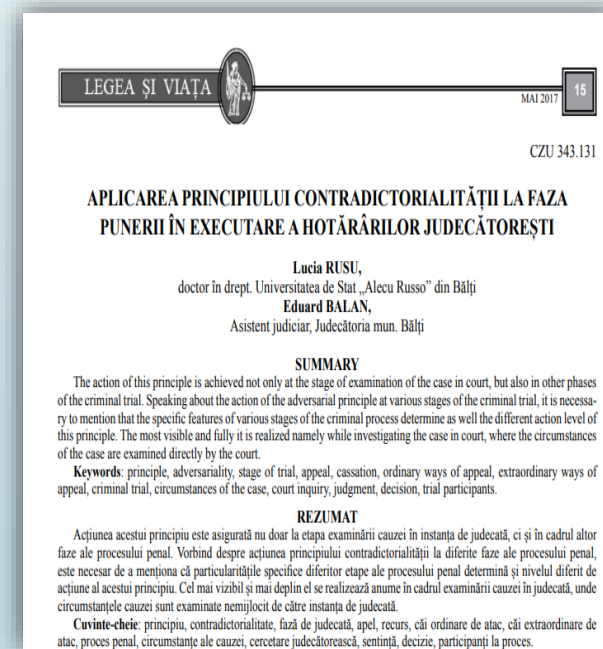 LEGEA ȘI VIAȚA
MAI 2017
15
CZU 343.131
APLICAREA PRINCIPIULUI CONTRADICTORIALITĂȚII LA FAZA
PUNERII ÎN EXECUTARE A HOTĂRÂRILOR JUDECĂTOREȘTI
Lucia RUSU,
doctor în drept. Universitatea de Stat „Alecu Russo” din Bălți
Eduard BALAN,
Asistent judiciar, Judecătoria mun. Bălți
SUMMARY
The action of this principle is achieved not only at the stage of examination of the case in court, but also in other phases
of the criminal trial. Speaking about the action of the adversarial principle at various stages of the criminal trial, it is necessa-
ry to mention that the specific features of various stages of the criminal process determine as well the different action level of
this principle. The most visible and fully it is realized namely while investigating the case in court, where the circumstances
of the case are examined directly by the court.
Keywords: principle, adversariality, stage of trial, appeal, cassation, ordinary ways of appeal, extraordinary ways of
appeal, criminal trial, circumstances of the case, court inquiry, judgment, decision, trial participants.
REZUMAT
Acțiunea acestui principiu este asigurată nu doar la etapa examinării cauzei în instanța de judecată, ci și în cadrul altor
faze ale procesului penal. Vorbind despre acțiunea principiului contradictorialității la diferite faze ale procesului penal,
este necesar de a menționa că particularitățile specifice diferitor etape ale procesului penal determină și nivelul diferit de
acțiune al acestui principiu. Cel mai vizibil și mai deplin el se realizează anume în cadrul examinării cauzei în judecată, unde
circumstanțele cauzei sunt examinate nemijlocit de către instanța de judecată.
Cuvinte-cheie: principiu, contradictorialitate, fază de judecată, apel, recurs, căi ordinare de atac, căi extraordinare de
atac, proces penal, circumstanțe ale cauzei, cercetare judecătorească, sentință, decizie, participanți la proces.